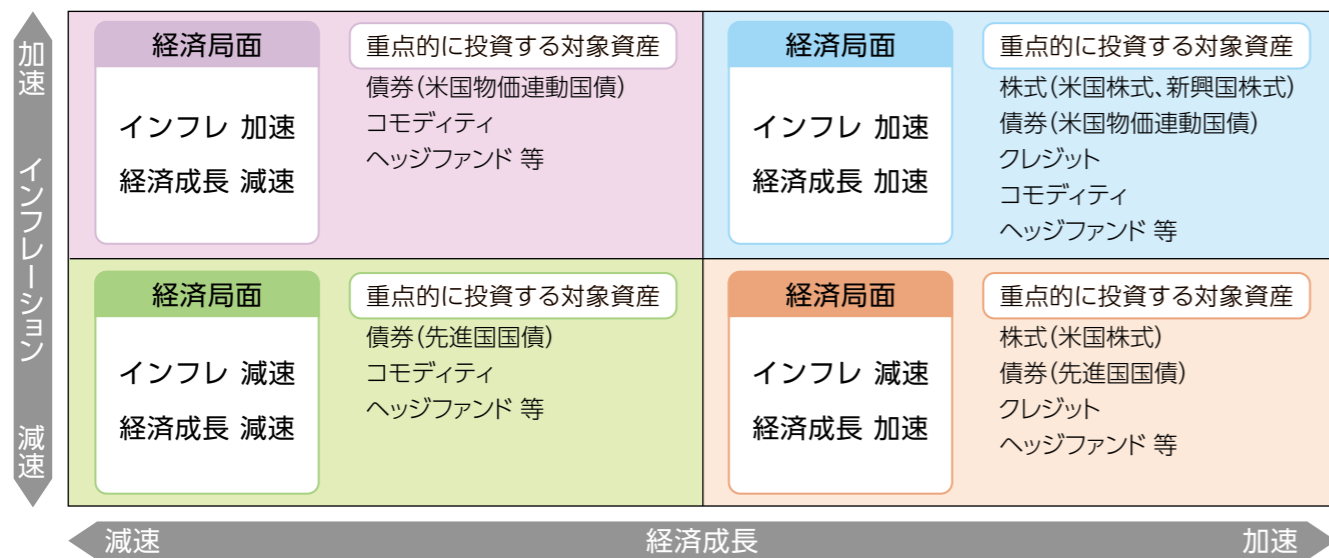 加速
インフレーション
減速
経済局面
インフレ 加速
経済成長 減速
重点的に投資する対象資産
債券(米国物価連動国債)
コモディティ
ヘッジファンド 等
経済局面
インフレ 加速
経済成長 加速
重点的に投資する対象資産
株式(米国株式、新興国株式)
債券(米国物価連動国債)
クレジット
コモディティ
ヘッジファンド 等
経済局面
インフレ 減速
経済成長 減速
重点的に投資する対象資産
債券(先進国国債)
コモディティ
ヘッジファンド 等
経済局面
インフレ 減速
経済成長 加速
重点的に投資する対象資産
株式(米国株式)
債券(先進国国債)
クレジット
ヘッジファンド 等
減速 経済成長 加速